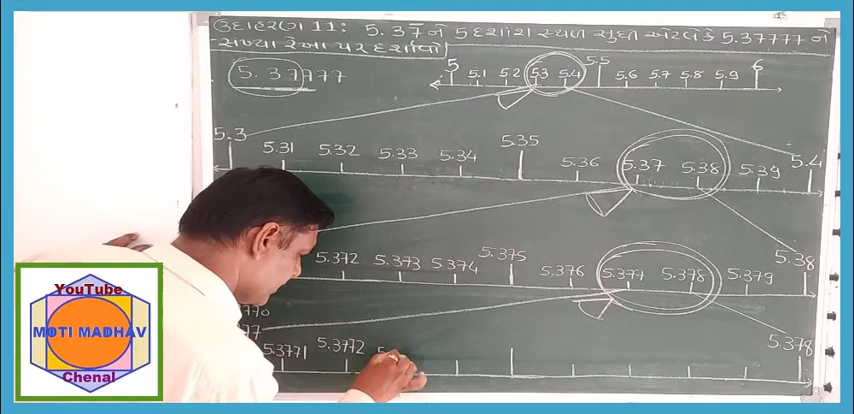 ઉદાહરણ 11: 5.37̄ ને 5 દશાંશ સ્થળ સુધી એટલે કે 5.37777 ને
સંખ્યા રેખા પર દર્શાવો
5.37777
5 5.1 5.2 5.3 5.4 5.5 5.6 5.7 5.8 5.9 6
5.3 5.31 5.32 5.33 5.34 5.35 5.36 5.37 5.38 5.39 5.4
5.372 5.373 5.374 5.375 5.376 5.377 5.378 5.379 5.38
5.3771 5.3772 5.378
YouTube
MOTI MADHAV
Chenal